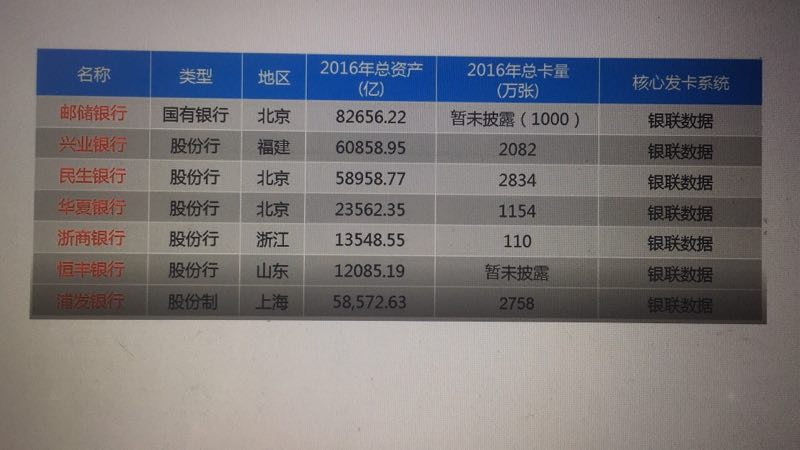 名称 类型 地区 2016年总资产(亿) 2016年总卡量(万张) 核心发卡系统
邮储银行 国有银行 北京 82656.22 暂未披露（1000） 银联数据
兴业银行 股份行 福建 60858.95 2082 银联数据
民生银行 股份行 北京 58958.77 2834 银联数据
华夏银行 股份行 北京 23562.35 1154 银联数据
浙商银行 股份行 浙江 13548.55 110 银联数据
恒丰银行 股份行 山东 12085.19 暂未披露 银联数据
浦发银行 股份制 上海 58,572.63 2758 银联数据